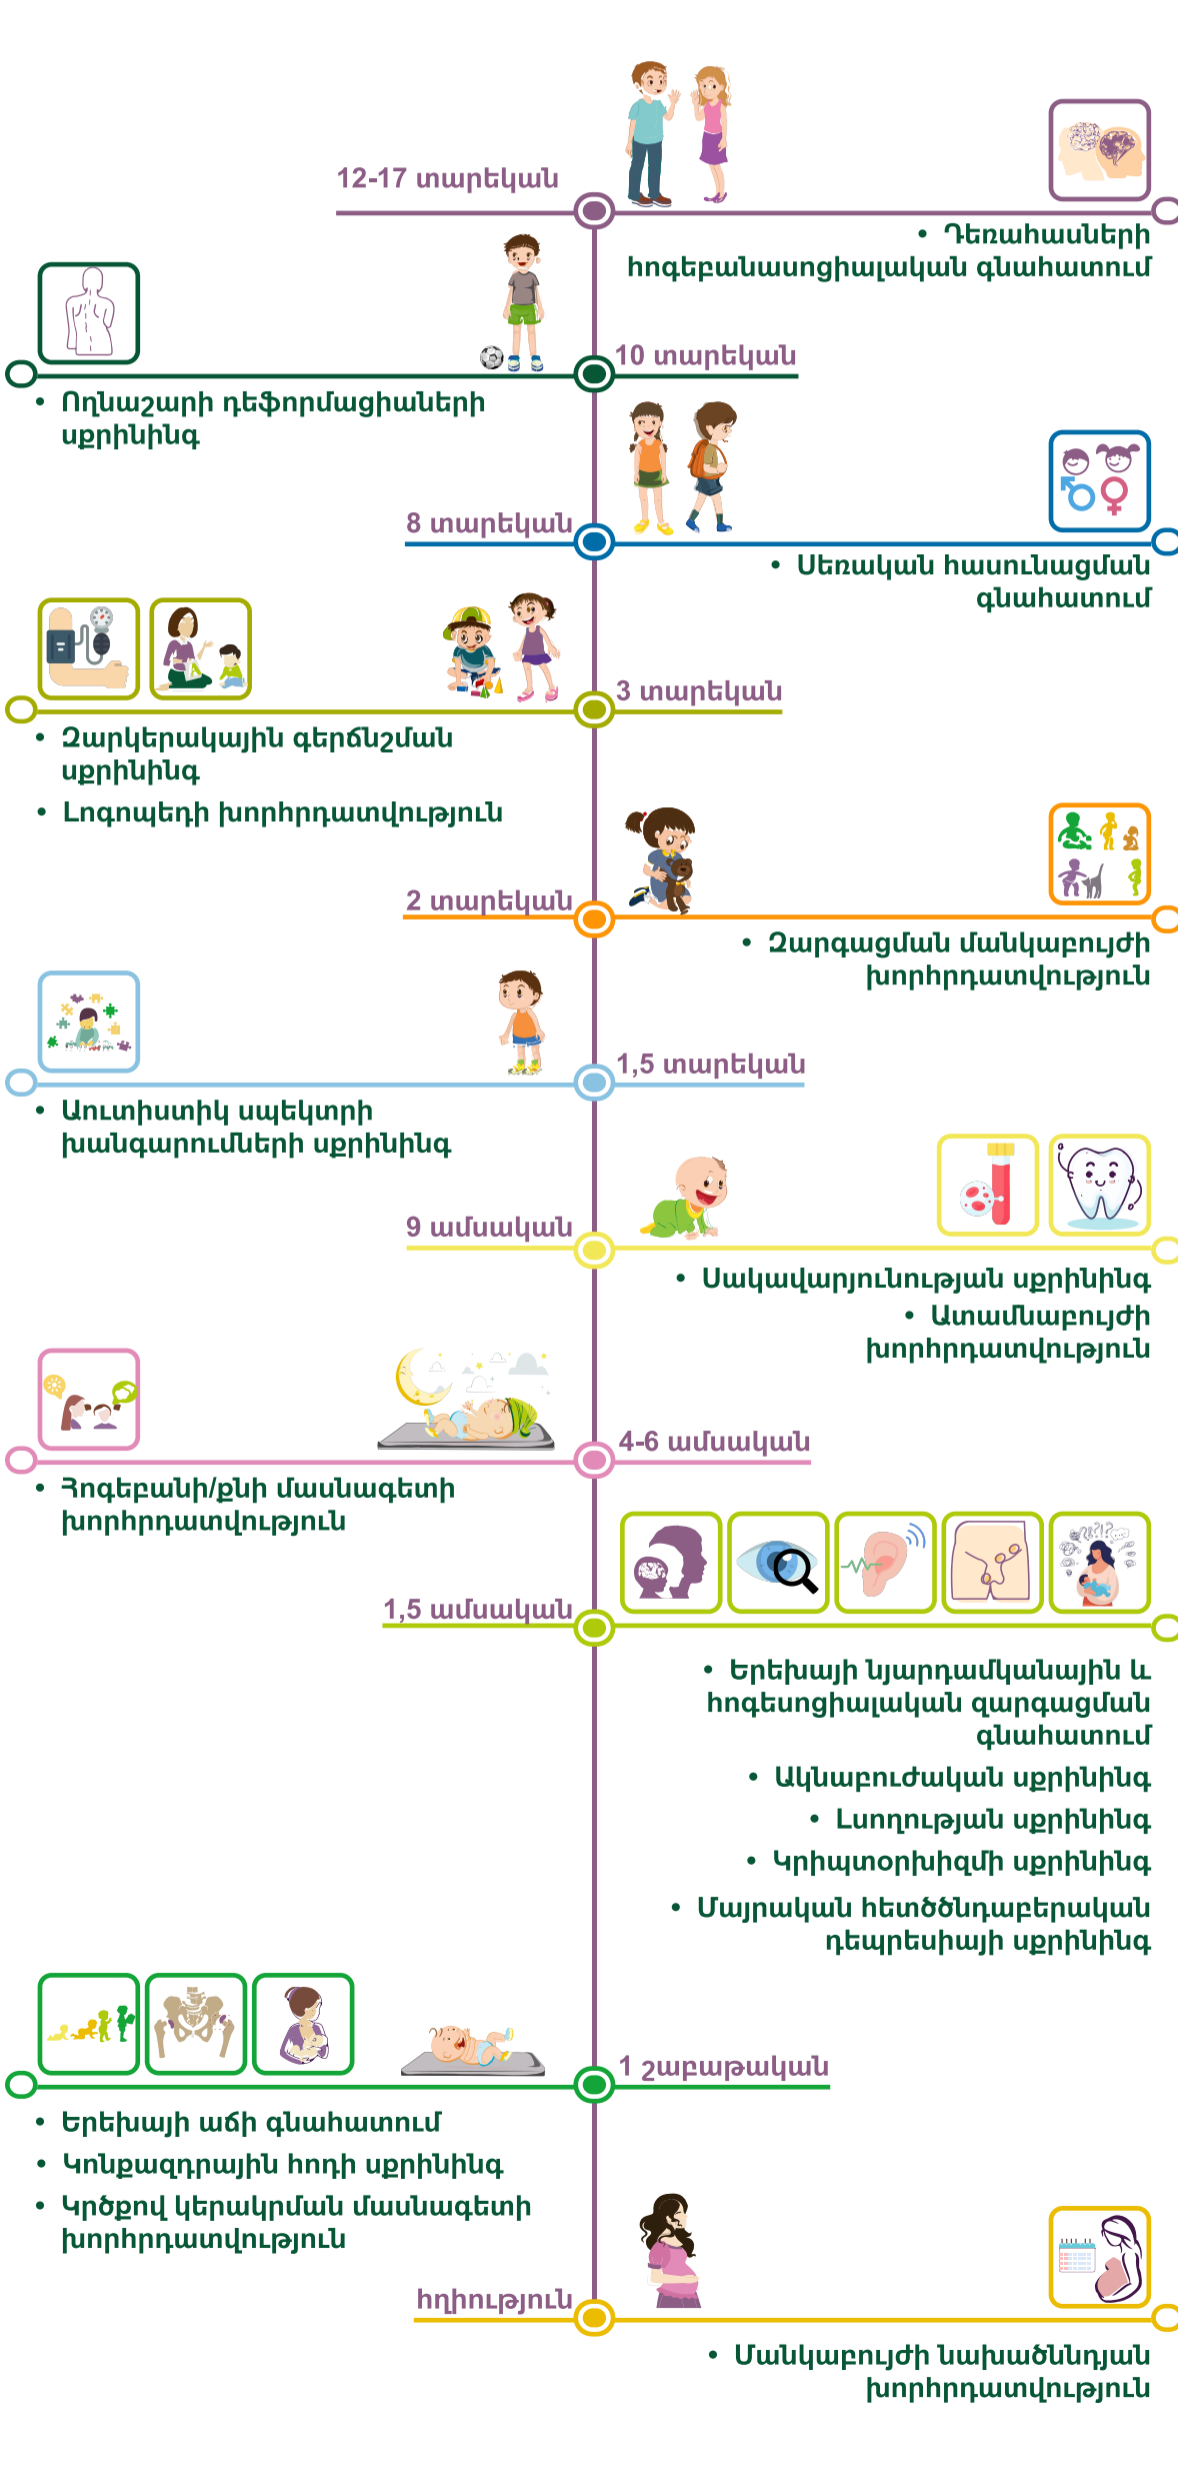 12-17 տարեկան
• Դեռահասների
հոգեբանասոցիալական գնահատում
10 տարեկան
• Ողնաշարի դեֆորմացիաների
սքրինինգ
8 տարեկան
• Սեռական հասունացման
գնահատում
3 տարեկան
• Զարկերակային գերճնշման
սքրինինգ
• Լոգոպեդի խորհրդատվություն
2 տարեկան
• Զարգացման մանկաբույժի
խորհրդատվություն
1,5 տարեկան
• Աուտիստիկ սպեկտրի
խանգարումների սքրինինգ
9 ամսական
• Սակավարյունության սքրինինգ
• Ատամնաբույժի
խորհրդատվություն
4-6 ամսական
• Հոգեբանի/քնի մասնագետի
խորհրդատվություն
1,5 ամսական
• Երեխայի նյարդամկանային և
հոգեսոցիալական զարգացման
գնահատում
• Ակնաբուժական սքրինինգ
• Լսողության սքրինինգ
• Կրիպտօրխիզմի սքրինինգ
• Մայրական հետծծնդաբերական
դեպրեսիայի սքրինինգ
1 շաբաթական
• Երեխայի աճի գնահատում
• Կոնքազդրային հոդի սքրինինգ
• Կրծքով կերակրման մասնագետի
խորհրդատվություն
հղիություն
• Մանկաբույժի նախածննդյան
խորհրդատվություն